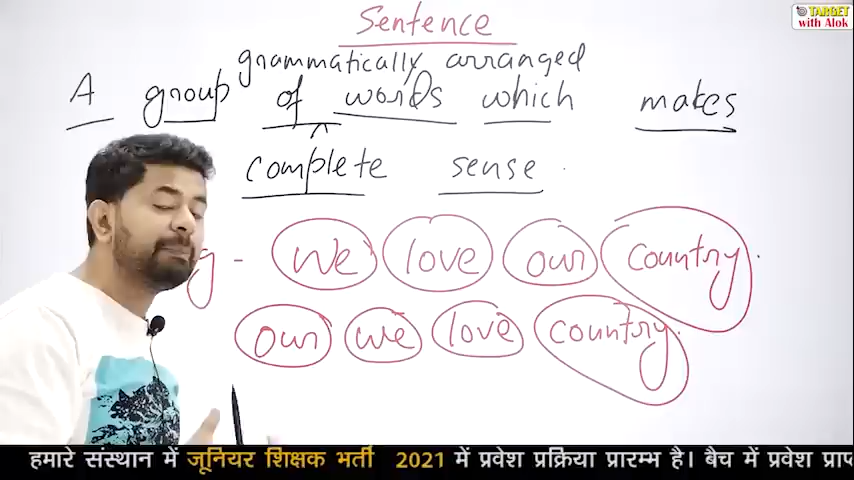 TARGET
with Alok
Sentence
grammatically arranged
A group of words which makes
complete sense.
g - we love our country.
our we love country.
हमारे संस्थान में जूनियर शिक्षक भर्ती 2021 में प्रवेश प्रक्रिया प्रारम्भ है। बैच में प्रवेश प्राप